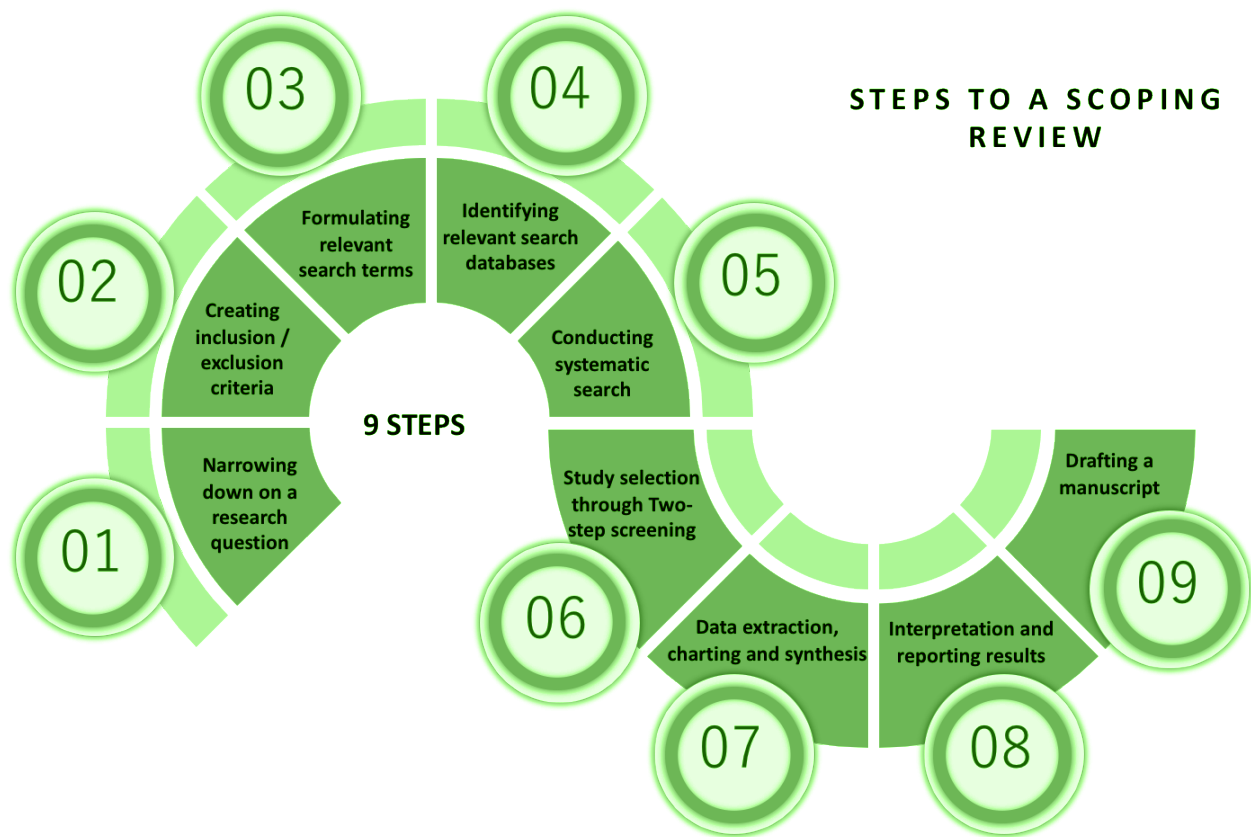 STEPS TO A SCOPING
REVIEW
9 STEPS
01
Narrowing
down on a
research
question
02
Creating
inclusion /
exclusion
criteria
03
Formulating
relevant
search terms
04
Identifying
relevant search
databases
05
Conducting
systematic
search
06
Study selection
through Two-
step screening
07
Data extraction,
charting and synthesis
08
Interpretation and
reporting results
09
Drafting a
manuscript